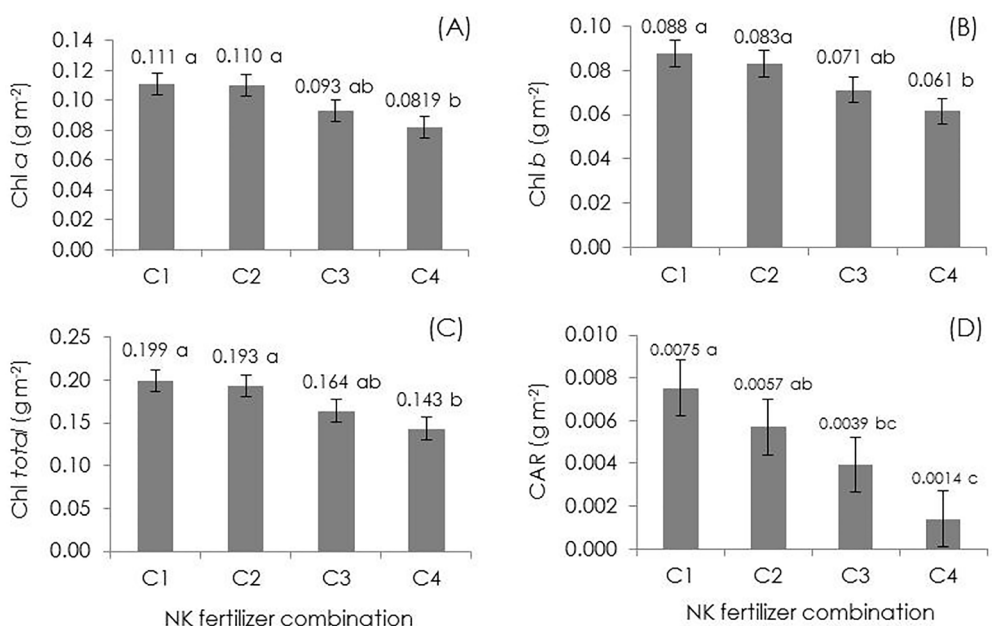 (A)
0.14
0.12
0.10
0.08
0.06
0.04
0.02
0.00
Chl a (g m-2)
0.111 a
0.110 a
0.093 ab
0.0819 b
C1 C2 C3 C4
(B)
0.10
0.08
0.06
0.04
0.02
0.00
Chl b (g m-2)
0.088 a
0.083a
0.071 ab
0.061 b
C1 C2 C3 C4
(C)
0.25
0.20
0.15
0.10
0.05
0.00
Chl total (g m-2)
0.199 a
0.193 a
0.164 ab
0.143 b
C1 C2 C3 C4
NK fertilizer combination
(D)
0.010
0.008
0.006
0.004
0.002
0.000
CAR (g m-2)
0.0075 a
0.0057 ab
0.0039 bc
0.0014 c
C1 C2 C3 C4
NK fertilizer combination